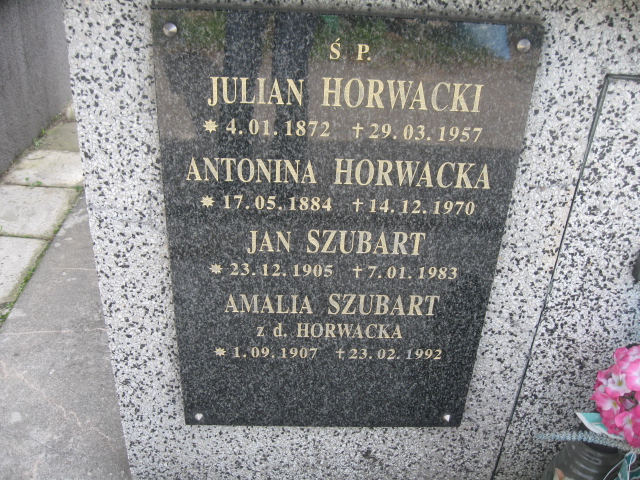 Ś P.
JULIAN HORWACKI
* 4.01.1872 +29.03.1957
ANTONINA HORWACKA
* 17.05.1884 +14.12.1970
JAN SZUBART
* 23.12.1905 +7.01.1983
AMALIA SZUBART
z d. HORWACKA
* 1.09.1907 +23.02.1992